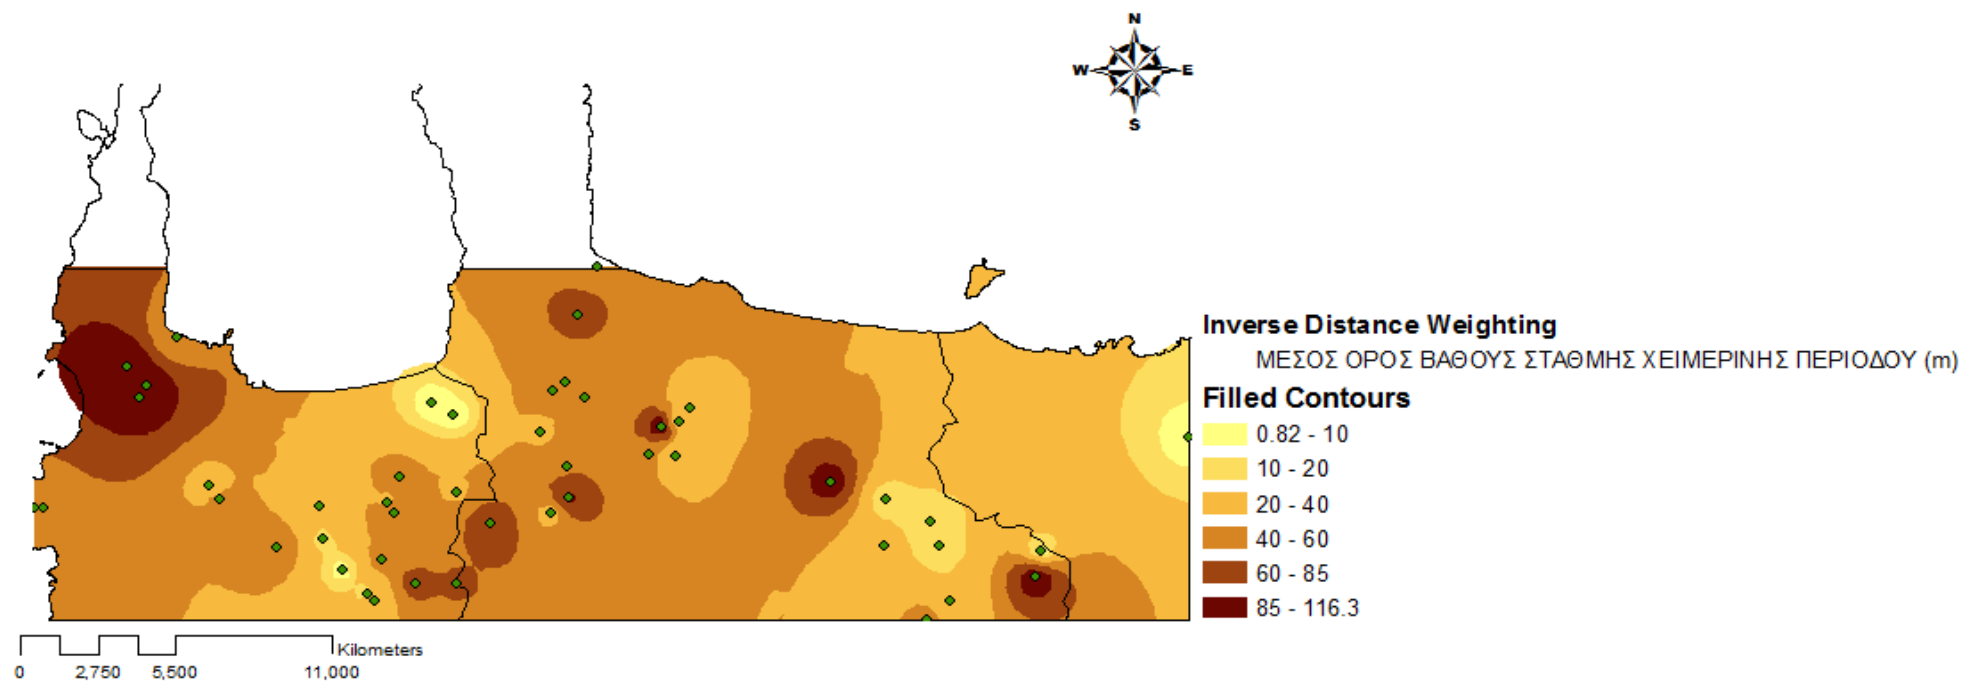 N
W E
S
Inverse Distance Weighting
ΜΕΣΟΣ ΟΡΟΣ ΒΑΘΟΥΣ ΣΤΑΘΜΗΣ ΧΕΙΜΕΡΙΝΗΣ ΠΕΡΙΟΔΟΥ (m)
Filled Contours
0.82 - 10
10 - 20
20 - 40
40 - 60
60 - 85
85 - 116.3
Kilometers
0 2,750 5,500 11,000